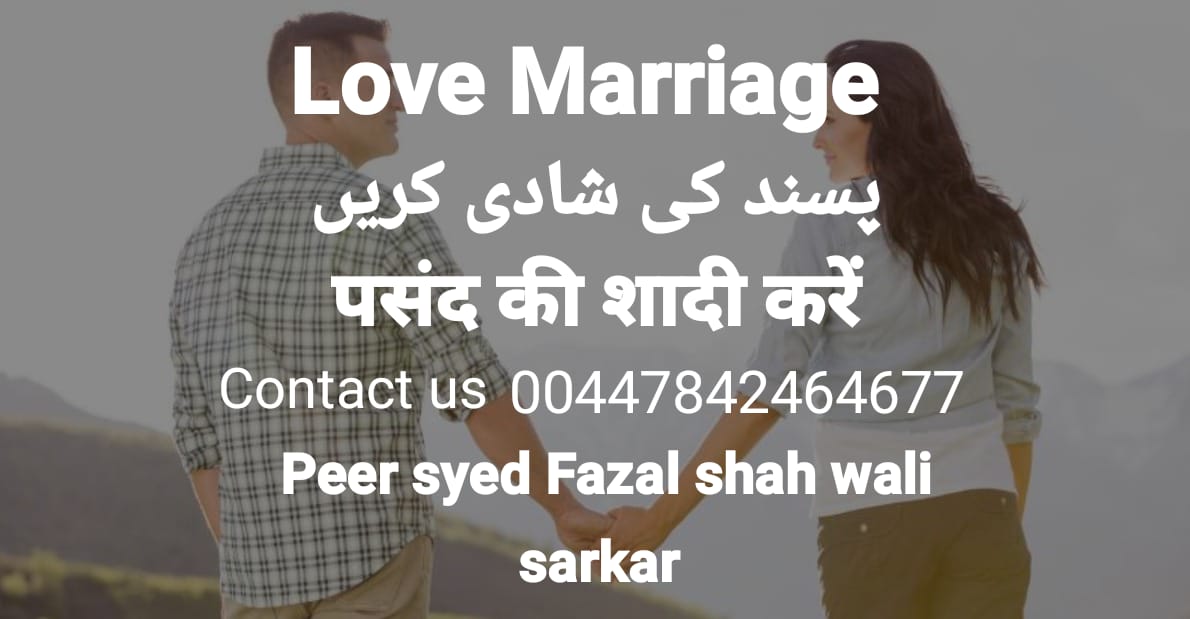 Love Marriage
پسند کی شادی کریں
पसंद की शादी करें
Contact us 00447842464677
Peer syed Fazal shah wali
sarkar